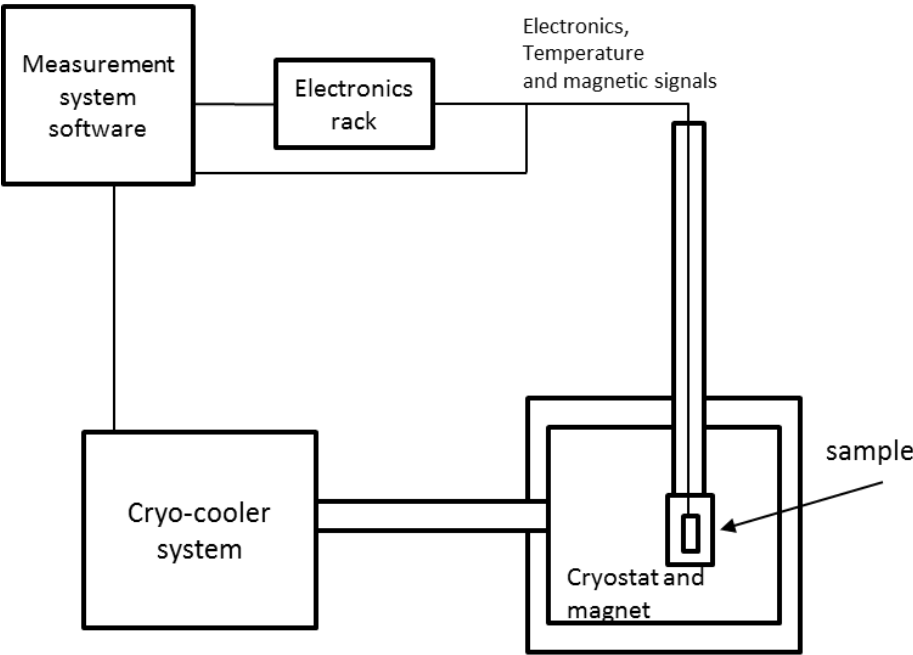 Measurement
system
software
Electronics
rack
Electronics,
Temperature
and magnetic signals
sample
Cryo-cooler
system
Cryostat and
magnet